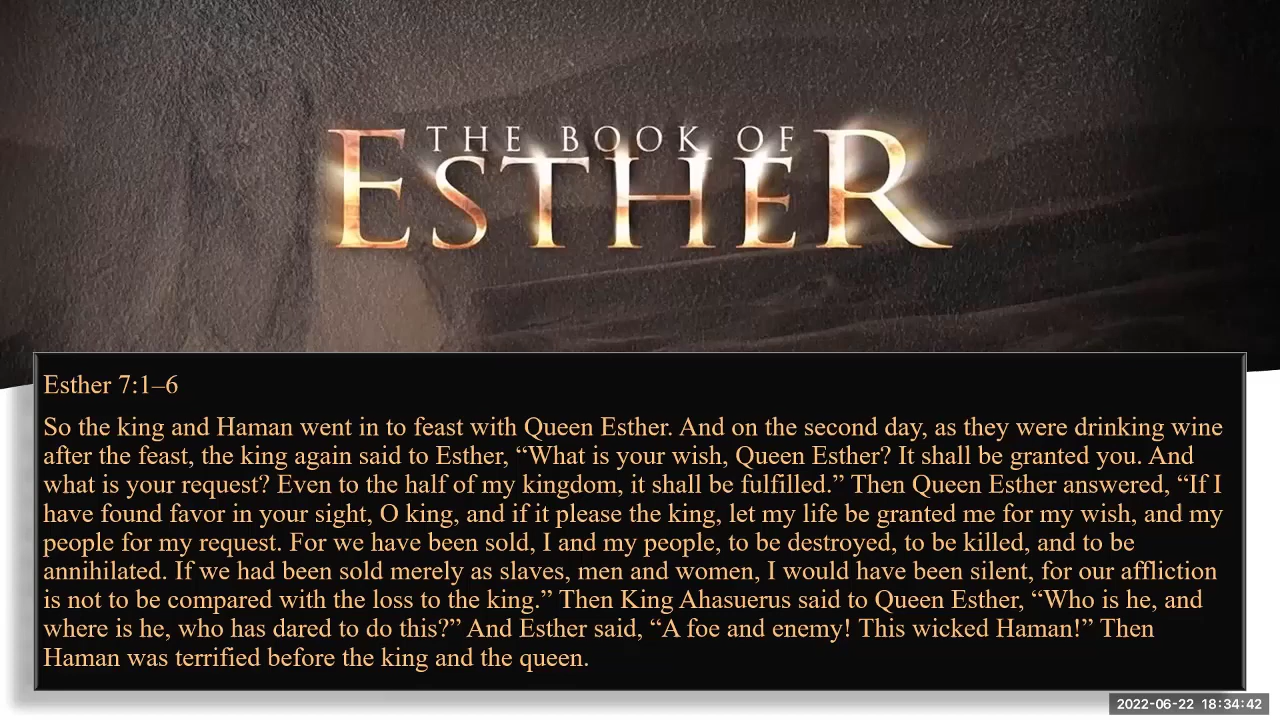 THE BOOK OF
ESTHER
Esther 7:1–6
So the king and Haman went in to feast with Queen Esther. And on the second day, as they were drinking wine
after the feast, the king again said to Esther, “What is your wish, Queen Esther? It shall be granted you. And
what is your request? Even to the half of my kingdom, it shall be fulfilled.” Then Queen Esther answered, “If I
have found favor in your sight, O king, and if it please the king, let my life be granted me for my wish, and my
people for my request. For we have been sold, I and my people, to be destroyed, to be killed, and to be
annihilated. If we had been sold merely as slaves, men and women, I would have been silent, for our affliction
is not to be compared with the loss to the king.” Then King Ahasuerus said to Queen Esther, “Who is he, and
where is he, who has dared to do this?” And Esther said, “A foe and enemy! This wicked Haman!” Then
Haman was terrified before the king and the queen.
2022-06-22 18:34:42